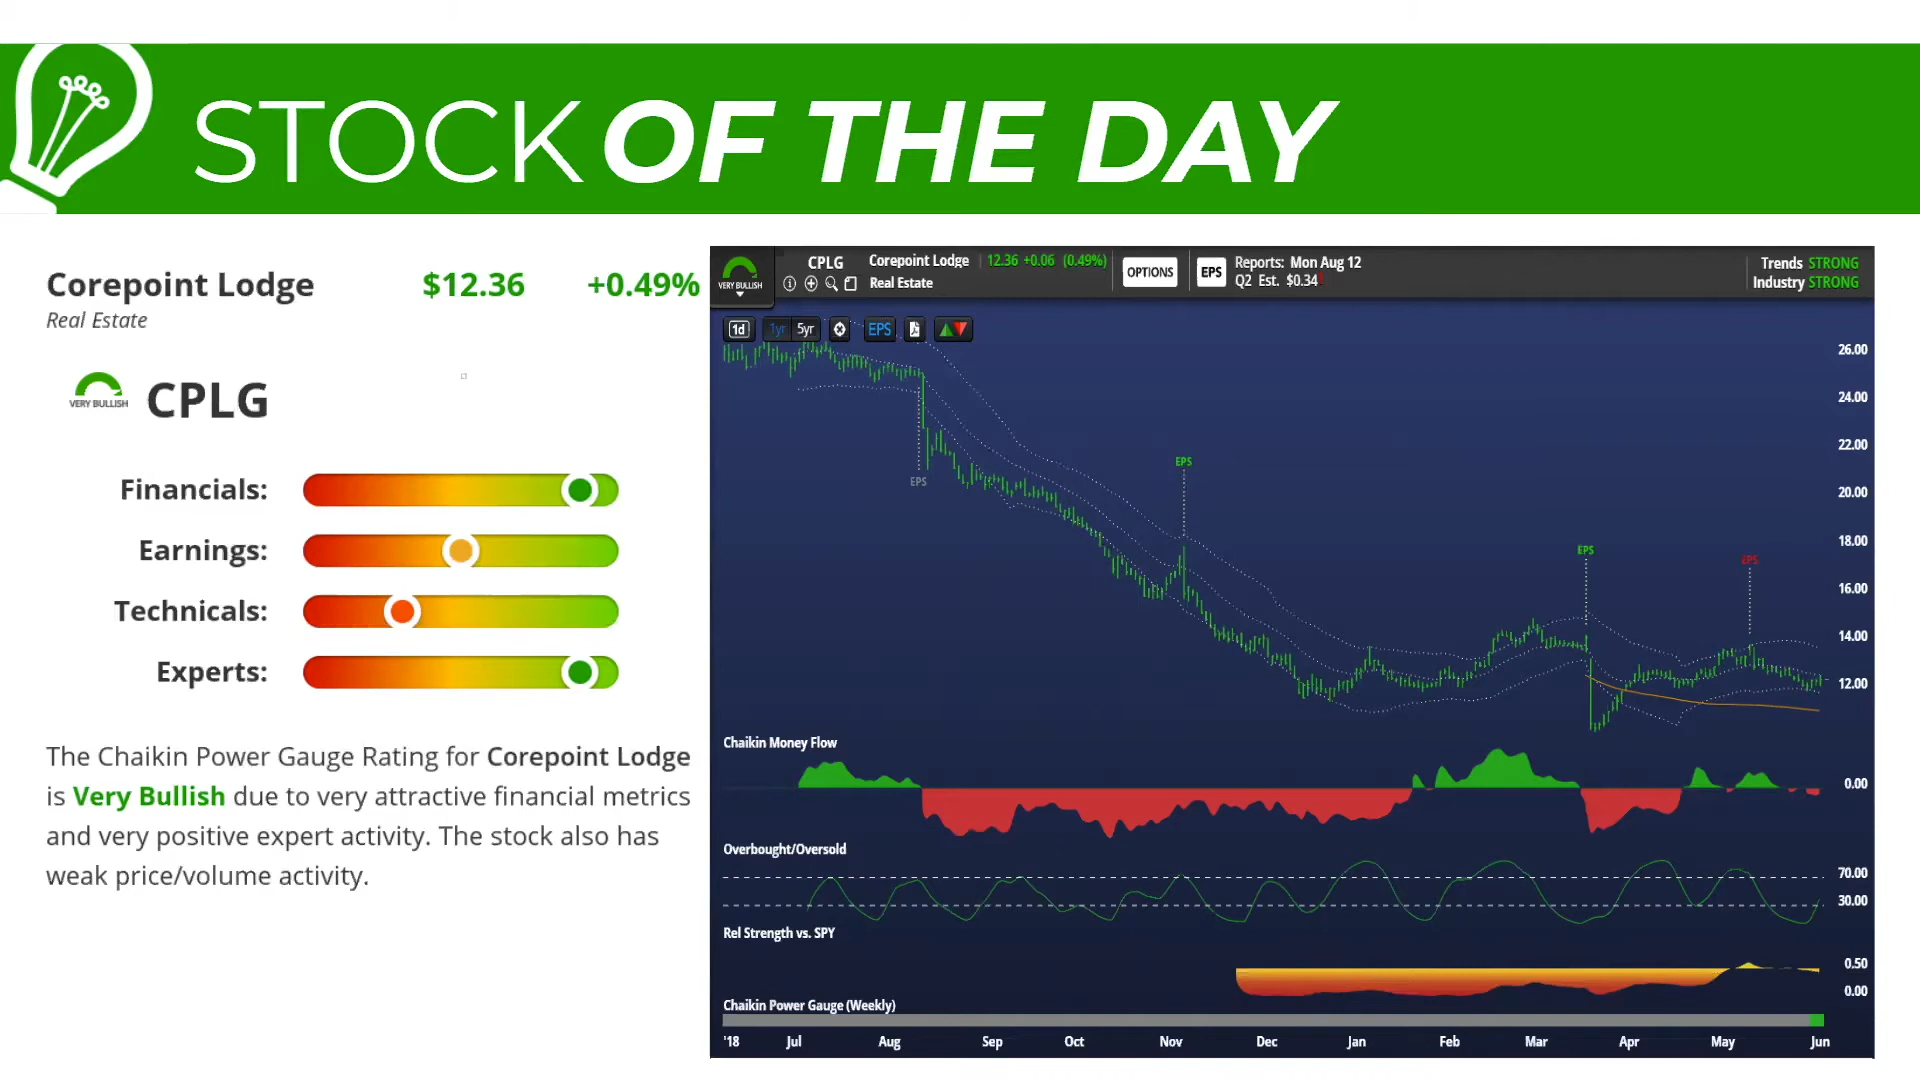 STOCK OF THE DAY
Corepoint Lodge $12.36 +0.49%
Real Estate
VERY BULLISH CPLG
Financials:
Earnings:
Technicals:
Experts:
The Chaikin Power Gauge Rating for Corepoint Lodge
is Very Bullish due to very attractive financial metrics
and very positive expert activity. The stock also has
weak price/volume activity.
VERY BULLISH
CPLG Corepoint Lodge 12.36 +0.06 (0.49%)
Real Estate
OPTIONS
EPS Reports: Mon Aug 12
Q2 Est. $0.34
Trends STRONG
Industry STRONG
1d 1yr 5yr EPS
26.00
24.00
22.00
20.00
18.00
16.00
14.00
12.00
EPS
EPS
EPS
EPS
Chaikin Money Flow
0.00
Overbought/Oversold
70.00
30.00
Rel Strength vs. SPY
0.50
0.00
Chaikin Power Gauge (Weekly)
'18 Jul Aug Sep Oct Nov Dec Jan Feb Mar Apr May Jun